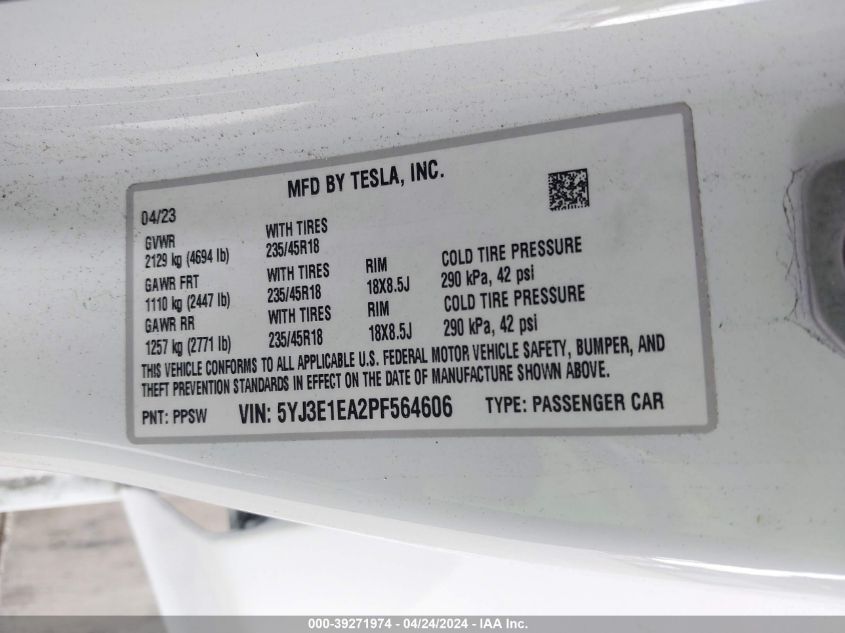 MFD BY TESLA, INC.
04/23
GVWR
2129 kg (4694 lb)
WITH TIRES
235/45R18
GAWR FRT
1110 kg (2447 lb)
WITH TIRES
235/45R18
RIM
18X8.5J
COLD TIRE PRESSURE
290 kPa, 42 psi
GAWR RR
1257 kg (2771 lb)
WITH TIRES
235/45R18
RIM
18X8.5J
COLD TIRE PRESSURE
290 kPa, 42 psi
THIS VEHICLE CONFORMS TO ALL APPLICABLE U.S. FEDERAL MOTOR VEHICLE SAFETY, BUMPER, AND
THEFT PREVENTION STANDARDS IN EFFECT ON THE DATE OF MANUFACTURE SHOWN ABOVE.
PNT: PPSW VIN: 5YJ3E1EA2PF564606 TYPE: PASSENGER CAR
000-39271974 / 04/24/2024 - IAA Inc.